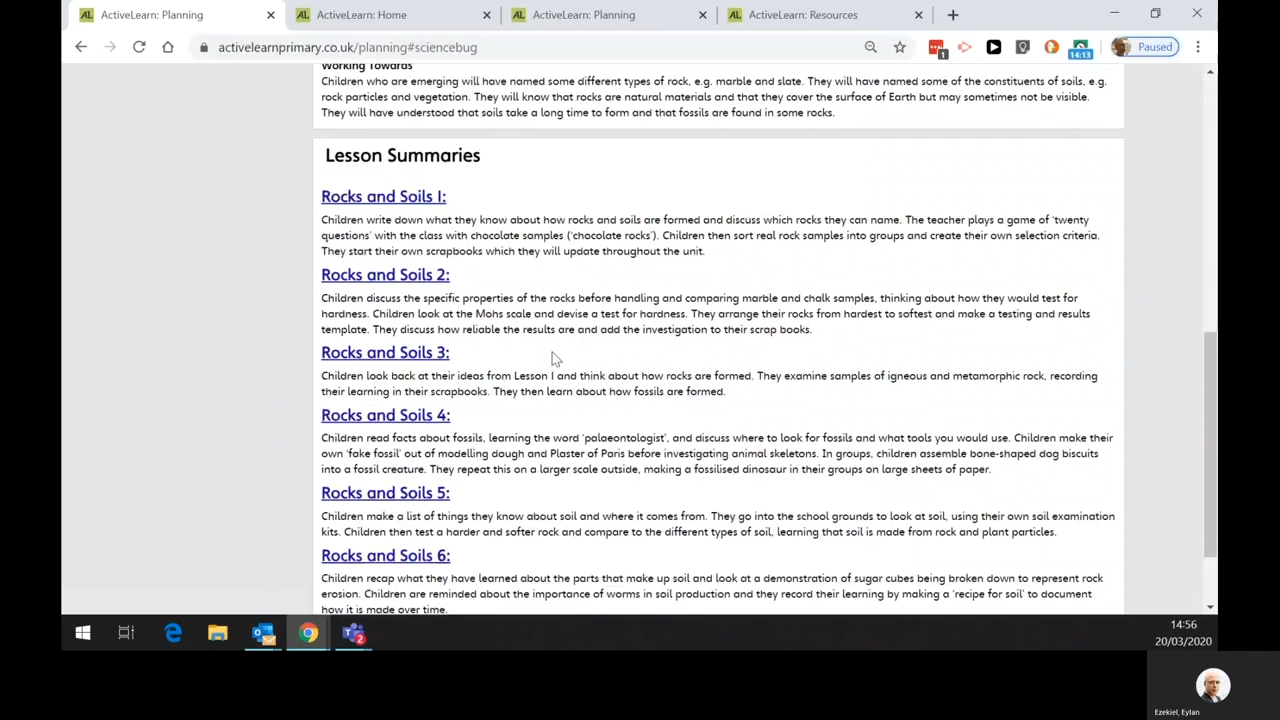 ActiveLearn: Planning
ActiveLearn: Home
ActiveLearn: Planning
ActiveLearn: Resources
activelearnprimary.co.uk/planning#sciencebug
1
14:13
Paused
Working Towards
Children who are emerging will have named some different types of rock, e.g. marble and slate. They will have named some of the constituents of soils, e.g.
rock particles and vegetation. They will know that rocks are natural materials and that they cover the surface of Earth but may sometimes not be visible.
They will have understood that soils take a long time to form and that fossils are found in some rocks.
Lesson Summaries
Rocks and Soils 1:
Children write down what they know about how rocks and soils are formed and discuss which rocks they can name. The teacher plays a game of 'twenty
questions' with the class with chocolate samples ('chocolate rocks'). Children then sort real rock samples into groups and create their own selection criteria.
They start their own scrapbooks which they will update throughout the unit.
Rocks and Soils 2:
Children discuss the specific properties of the rocks before handling and comparing marble and chalk samples, thinking about how they would test for
hardness. Children look at the Mohs scale and devise a test for hardness. They arrange their rocks from hardest to softest and make a testing and results
template. They discuss how reliable the results are and add the investigation to their scrap books.
Rocks and Soils 3:
Children look back at their ideas from Lesson 1 and think about how rocks are formed. They examine samples of igneous and metamorphic rock, recording
their learning in their scrapbooks. They then learn about how fossils are formed.
Rocks and Soils 4:
Children read facts about fossils, learning the word 'palaeontologist', and discuss where to look for fossils and what tools you would use. Children make their
own 'fake fossil' out of modelling dough and Plaster of Paris before investigating animal skeletons. In groups, children assemble bone-shaped dog biscuits
into a fossil creature. They repeat this on a larger scale outside, making a fossilised dinosaur in their groups on large sheets of paper.
Rocks and Soils 5:
Children make a list of things they know about soil and where it comes from. They go into the school grounds to look at soil, using their own soil examination
kits. Children then test a harder and softer rock and compare to the different types of soil, learning that soil is made from rock and plant particles.
Rocks and Soils 6:
Children recap what they have learned about the parts that make up soil and look at a demonstration of sugar cubes being broken down to represent rock
erosion. Children are reminded about the importance of worms in soil production and they record their learning by making a 'recipe for soil' to document
how it is made over time.
2
14:56
20/03/2020
Ezekiel, Eylan